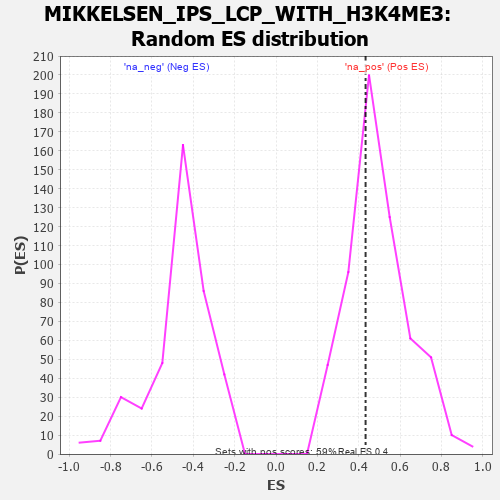 MIKKELSEN_IPS_LCP_WITH_H3K4ME3:
Random ES distribution
'na_neg' (Neg ES)
'na_pos' (Pos ES)
P(ES)
210
200
190
180
170
160
150
140
130
120
110
100
90
80
70
60
50
40
30
20
10
0
Sets with pos scores: 59% Real ES 0.4
-1.0 -0.8 -0.6 -0.4 -0.2 0.0 0.2 0.4 0.6 0.8 1.0
ES